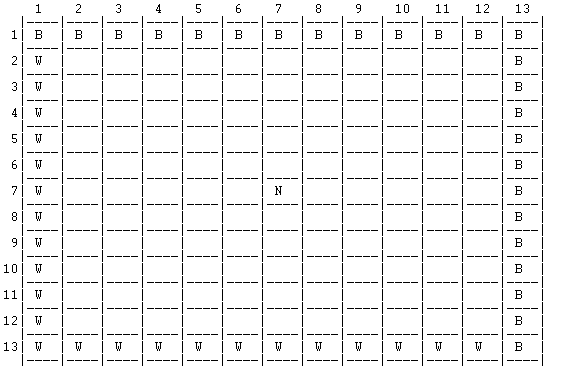 1 2 3 4 5 6 7 8 9 10 11 12 13
1 B B B B B B B B B B B B B
2 W B
3 W B
4 W B
5 W B
6 W B
7 W N B
8 W B
9 W B
10 W B
11 W B
12 W B
13 W W W W W W W W W W W W B